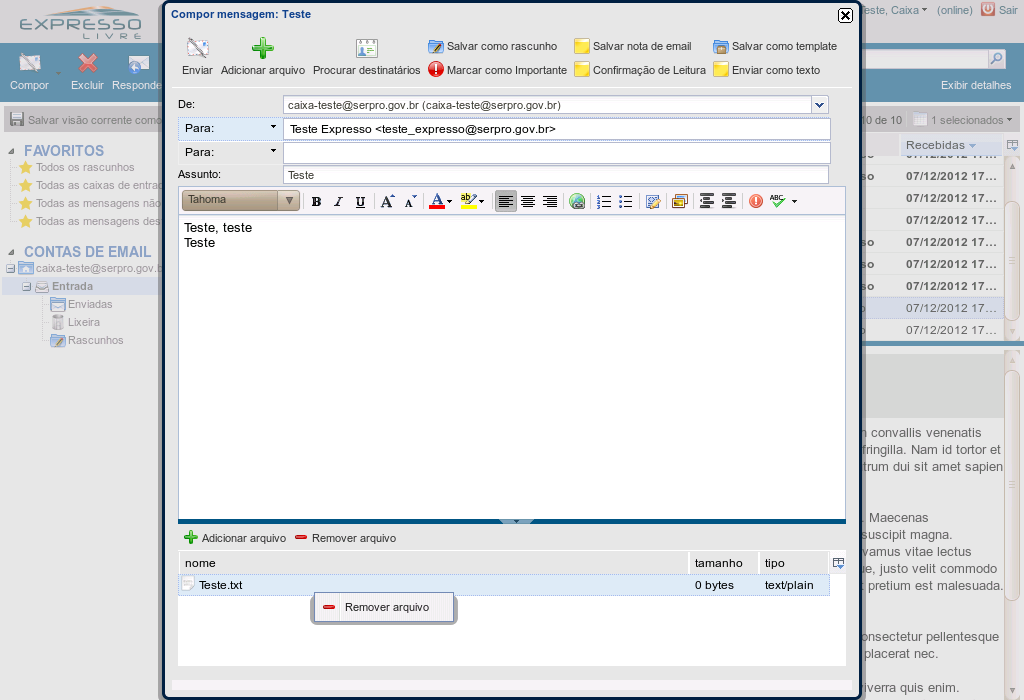 EXPRESSO
LIVRE
Compor
Excluir
Responde
Salvar visão corrente como
FAVORITOS
Todos os rascunhos
Todas as caixas de entrad
Todas as mensagens não
Todas as mensagens des
CONTAS DE EMAIL
caixa-teste@serpro.gov.b
Entrada
Enviadas
Lixeira
Rascunhos
Compor mensagem: Teste
Enviar
Adicionar arquivo
Procurar destinatários
Salvar como rascunho
Marcar como Importante
Salvar nota de email
Confirmação de Leitura
Salvar como template
Enviar como texto
De: caixa-teste@serpro.gov.br (caixa-teste@serpro.gov.br)
Para: Teste Expresso <teste_expresso@serpro.gov.br>
Para:
Assunto: Teste
Tahoma B I U A A A ab ABC
Teste, teste
Teste
Adicionar arquivo Remover arquivo
nome tamanho tipo
Teste.txt 0 bytes text/plain
Remover arquivo
este, Caixa (online) Sair
Exibir detalhes
10 de 10 1 selecionados
Recebidas
07/12/2012 17...
so 07/12/2012 17...
07/12/2012 17...
07/12/2012 17...
so 07/12/2012 17...
so 07/12/2012 17...
so 07/12/2012 17...
07/12/2012 17...
07/12/2012 17...
convallis venenatis
fringilla. Nam id tortor et
trum dui sit amet sapien
. Maecenas
suscipit magna.
vamus vitae lectus
ue, justo velit commodo
t pretium est malesuada.
onsectetur pellentesque
placerat nec.
viverra quis enim.